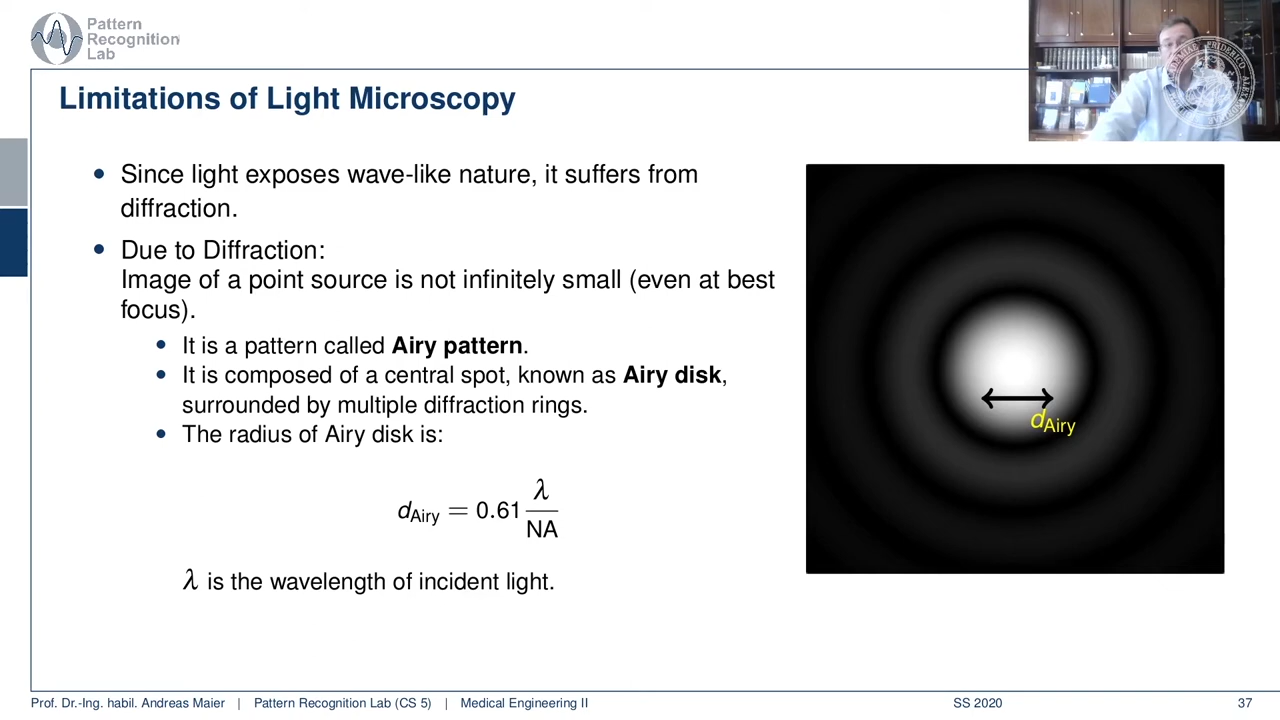 Pattern
Recognition
Lab
Limitations of Light Microscopy
• Since light exposes wave-like nature, it suffers from
diffraction.
• Due to Diffraction:
Image of a point source is not infinitely small (even at best
focus).
• It is a pattern called Airy pattern.
• It is composed of a central spot, known as Airy disk,
surrounded by multiple diffraction rings.
• The radius of Airy disk is:
d_Airy = 0.61 λ/NA
λ is the wavelength of incident light.
d_Airy
Prof. Dr.-Ing. habil. Andreas Maier | Pattern Recognition Lab (CS 5) | Medical Engineering II SS 2020 37